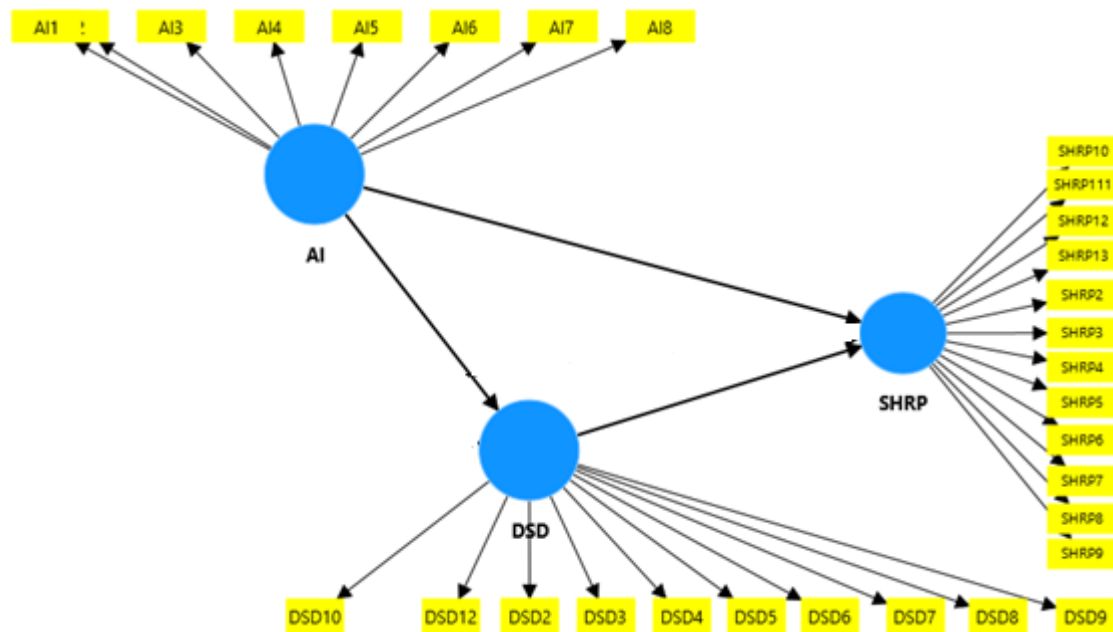 AI1
AI3
AI4
AI5
AI6
AI7
AI8
AI
SHRP10
SHRP111
SHRP12
SHRP13
SHRP2
SHRP3
SHRP4
SHRP5
SHRP6
SHRP7
SHRP8
SHRP9
SHRP
DSD
DSD10
DSD12
DSD2
DSD3
DSD4
DSD5
DSD6
DSD7
DSD8
DSD9